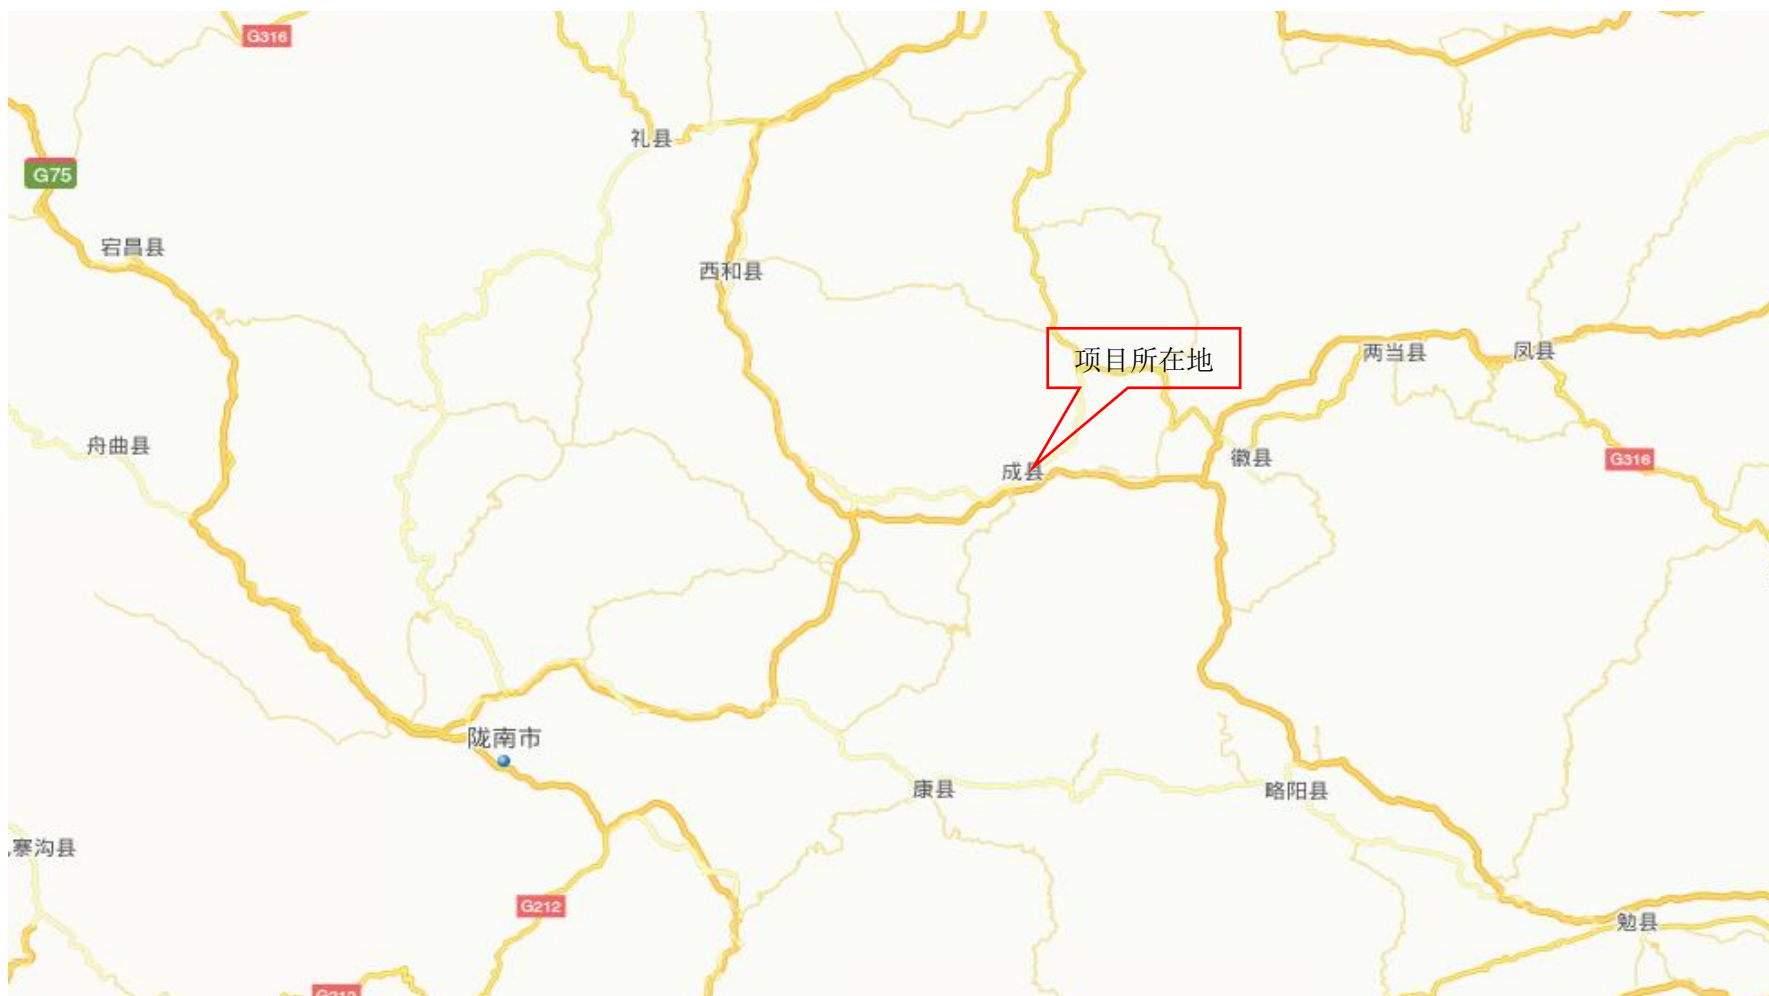 G316
礼县
G75
宕昌县
西和县
项目所在地
两当县
凤县
舟曲县
成县
徽县
G316
陇南市
康县
略阳县
寨沟县
G212
勉县
G212